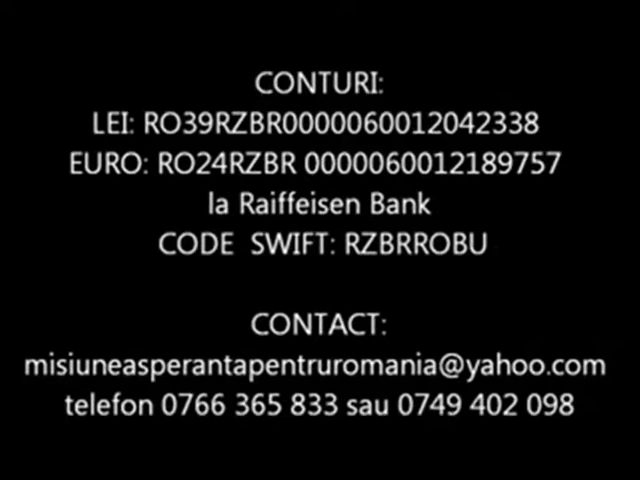 CONTURI:
LEI: RO39RZBR0000060012042338
EURO: RO24RZBR 0000060012189757
la Raiffeisen Bank
CODE SWIFT: RZBRROBU
CONTACT:
misiuneasperantapentruromania@yahoo.com
telefon 0766 365 833 sau 0749 402 098